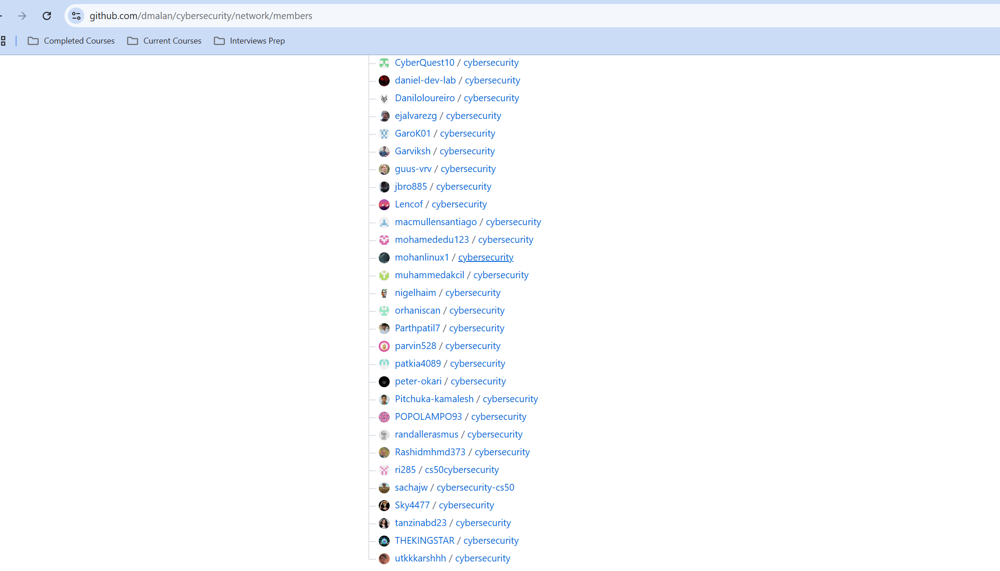 github.com/dmalan/cybersecurity/network/members
Completed Courses Current Courses Interviews Prep
CyberQuest10 / cybersecurity
daniel-dev-lab / cybersecurity
Daniloloureiro / cybersecurity
ejalvarezg / cybersecurity
GaroK01 / cybersecurity
Garviksh / cybersecurity
guus-vrv / cybersecurity
jbro885 / cybersecurity
Lencof / cybersecurity
macmullensantiago / cybersecurity
mohamededu123 / cybersecurity
mohanlinux1 / cybersecurity
muhammedakcil / cybersecurity
nigelhaim / cybersecurity
orhaniscan / cybersecurity
Parthpatil7 / cybersecurity
parvin528 / cybersecurity
patkia4089 / cybersecurity
peter-okari / cybersecurity
Pitchuka-kamalesh / cybersecurity
POPOLAMPO93 / cybersecurity
randallerasmus / cybersecurity
Rashidmhmd373 / cybersecurity
ri285 / cs50cybersecurity
sachajw / cybersecurity-cs50
Sky4477 / cybersecurity
tanzinabd23 / cybersecurity
THEKINGSTAR / cybersecurity
utkkkarshhh / cybersecurity